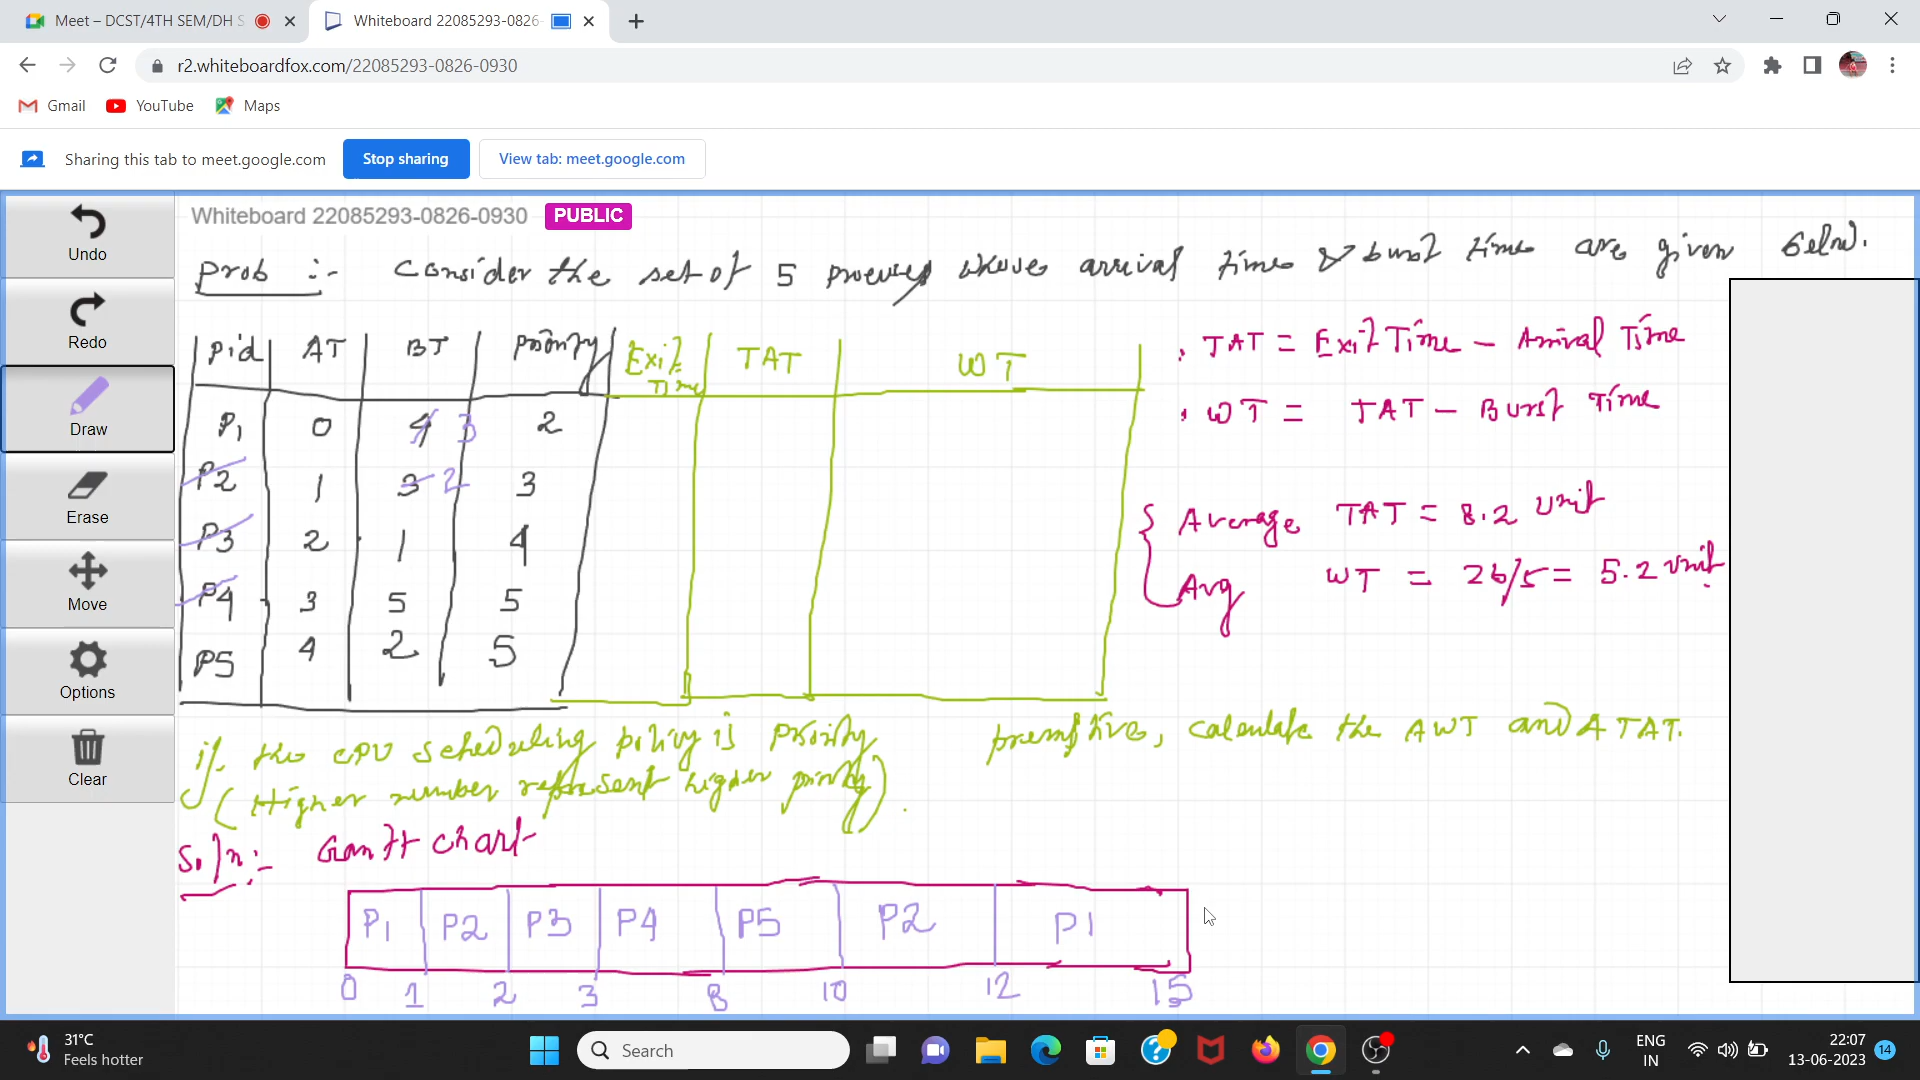 Meet – DCST/4TH SEM/DH S
Whiteboard 22085293-0826-
r2.whiteboardfox.com/22085293-0826-0930
Gmail YouTube Maps
Sharing this tab to meet.google.com Stop sharing View tab: meet.google.com
Undo
Redo
Draw
Erase
Move
Options
Clear
Whiteboard 22085293-0826-0930 PUBLIC
Prob :- Consider the set of 5 whose arrival time & burst time are given below.
Pid AT BT Priority Exit Time TAT WT
P1 0 4 3 2
P2 1 3 2 3
P3 2 1 4
P4 3 5 5
P5 4 2 5
. TAT = Exit Time - Arrival Time
. WT = TAT - Burst Time
Average TAT = 8.2 unit
Avg WT = 26/5 = 5.2 unit
if the CPU scheduling policy is priority calculate the AWT and ATAT.
(Higher number represent higher priority).
Soln:- Gantt chart
P1 P2 P3 P4 P5 P2 P1
0 1 2 3 8 10 12 15
31°C
Feels hotter
Search
ENG
IN
22:07
13-06-2023
14